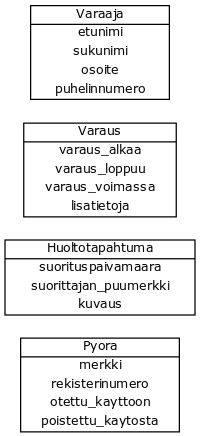 Varaaja
etunimi
sukunimi
osoite
puhelinnumero
Varaus
varaus_alkaa
varaus_loppuu
varaus_voimassa
lisatietoja
Huoltotapahtuma
suorituspaivamaara
suorittajan_puumerkki
kuvaus
Pyora
merkki
rekisterinumero
otettu_kayttoon
poistettu_kaytosta